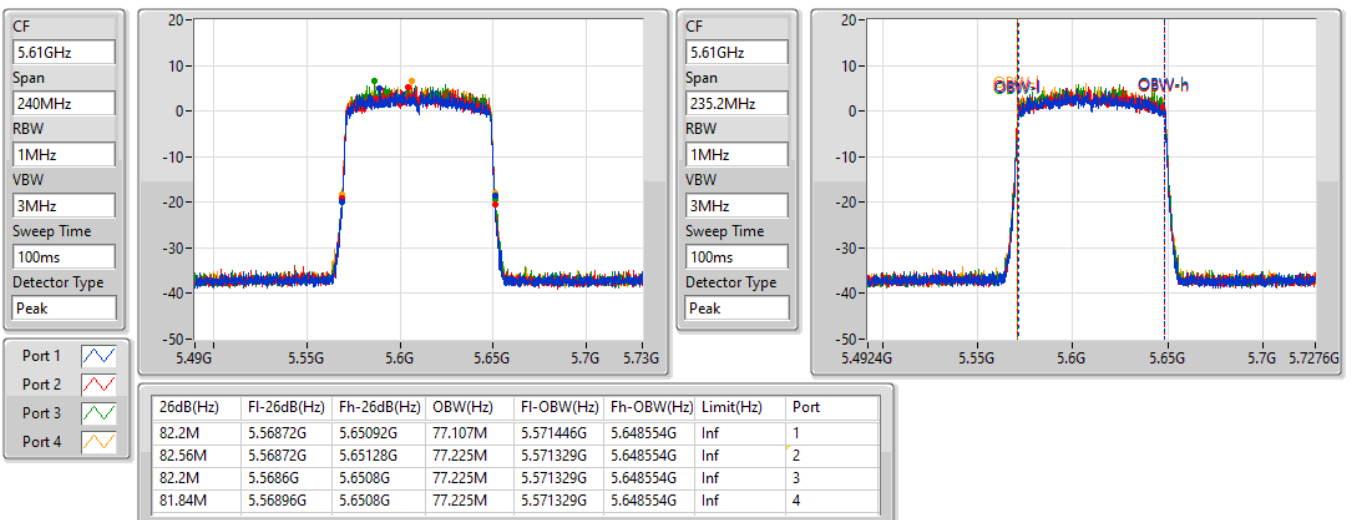 CF
5.61GHz
Span
240MHz
RBW
1MHz
VBW
3MHz
Sweep Time
100ms
Detector Type
Peak
20
10
0
-10
-20
-30
-40
-50
5.49G 5.55G 5.6G 5.65G 5.7G 5.73G
CF
5.61GHz
Span
235.2MHz
RBW
1MHz
VBW
3MHz
Sweep Time
100ms
Detector Type
Peak
20
10
0
-10
-20
-30
-40
-50
OBW-l OBW-h
5.4924G 5.55G 5.6G 5.65G 5.7G 5.7276G
Port 1
Port 2
Port 3
Port 4
26dB(Hz) Fl-26dB(Hz) Fh-26dB(Hz) OBW(Hz) Fl-OBW(Hz) Fh-OBW(Hz) Limit(Hz) Port
82.2M 5.56872G 5.65092G 77.107M 5.571446G 5.648554G Inf 1
82.56M 5.56872G 5.65128G 77.225M 5.571329G 5.648554G Inf 2
82.2M 5.5686G 5.6508G 77.225M 5.571329G 5.648554G Inf 3
81.84M 5.56896G 5.6508G 77.225M 5.571329G 5.648554G Inf 4